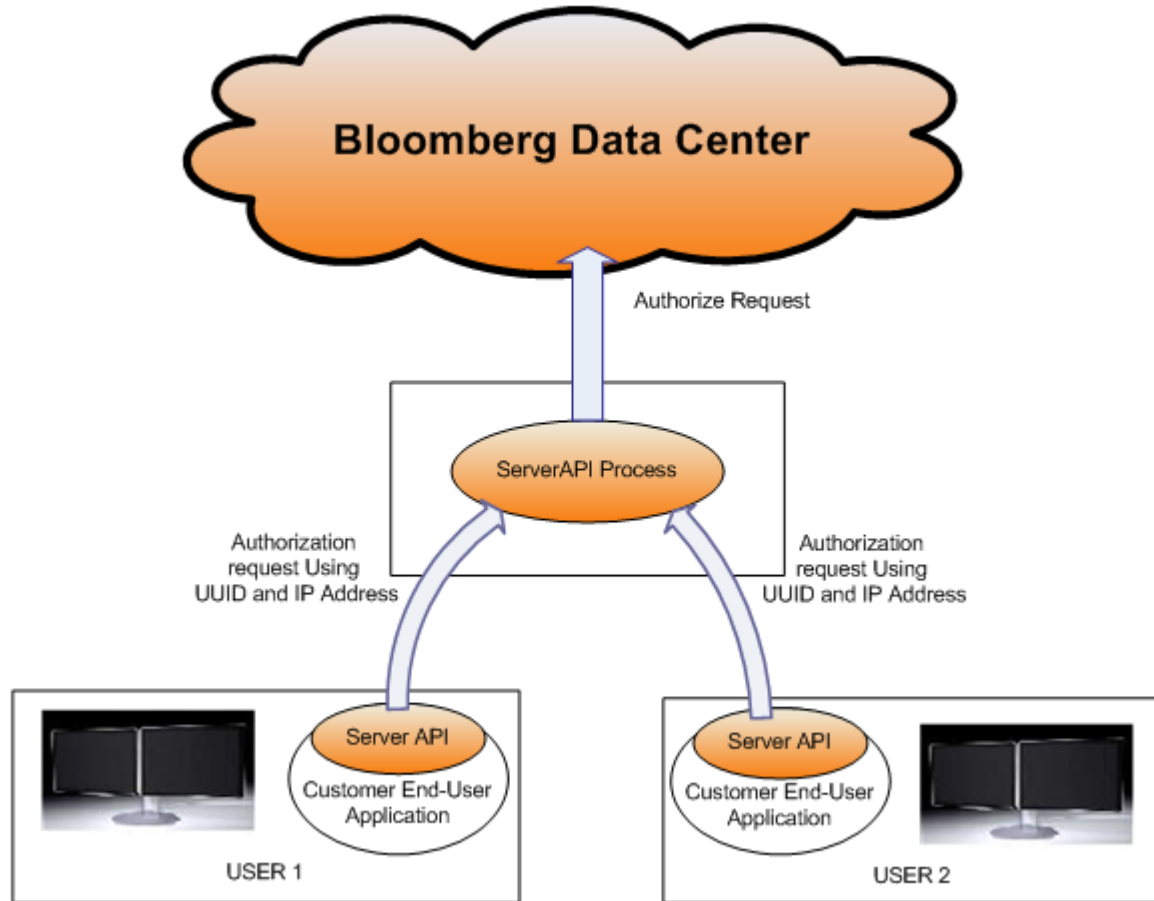 Bloomberg Data Center
Authorize Request
ServerAPI Process
Authorization
request Using
UUID and IP Address
Authorization
request Using
UUID and IP Address
Server API
Customer End-User
Application
USER 1
Server API
Customer End-User
Application
USER 2